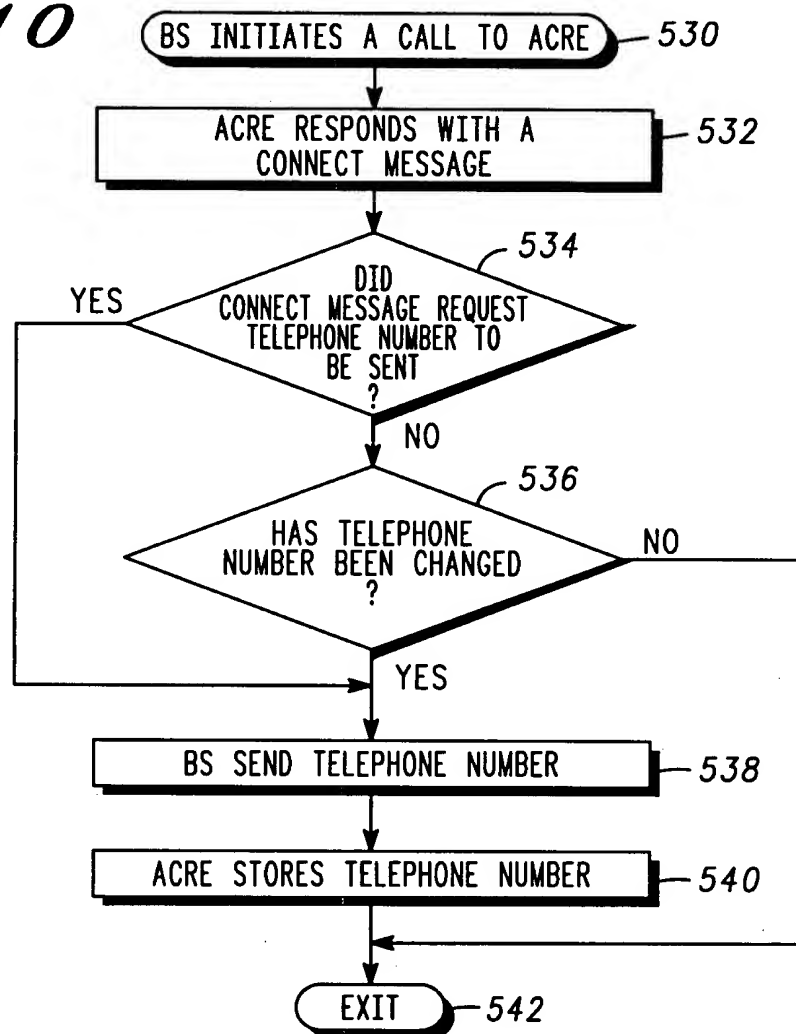 10
BS INITIATES A CALL TO ACRE
530
ACRE RESPONDS WITH A
CONNECT MESSAGE
532
534
DID
CONNECT MESSAGE REQUEST
TELEPHONE NUMBER TO
BE SENT
?
YES
NO
536
HAS TELEPHONE
NUMBER BEEN CHANGED
?
NO
YES
BS SEND TELEPHONE NUMBER
538
ACRE STORES TELEPHONE NUMBER
540
EXIT
542